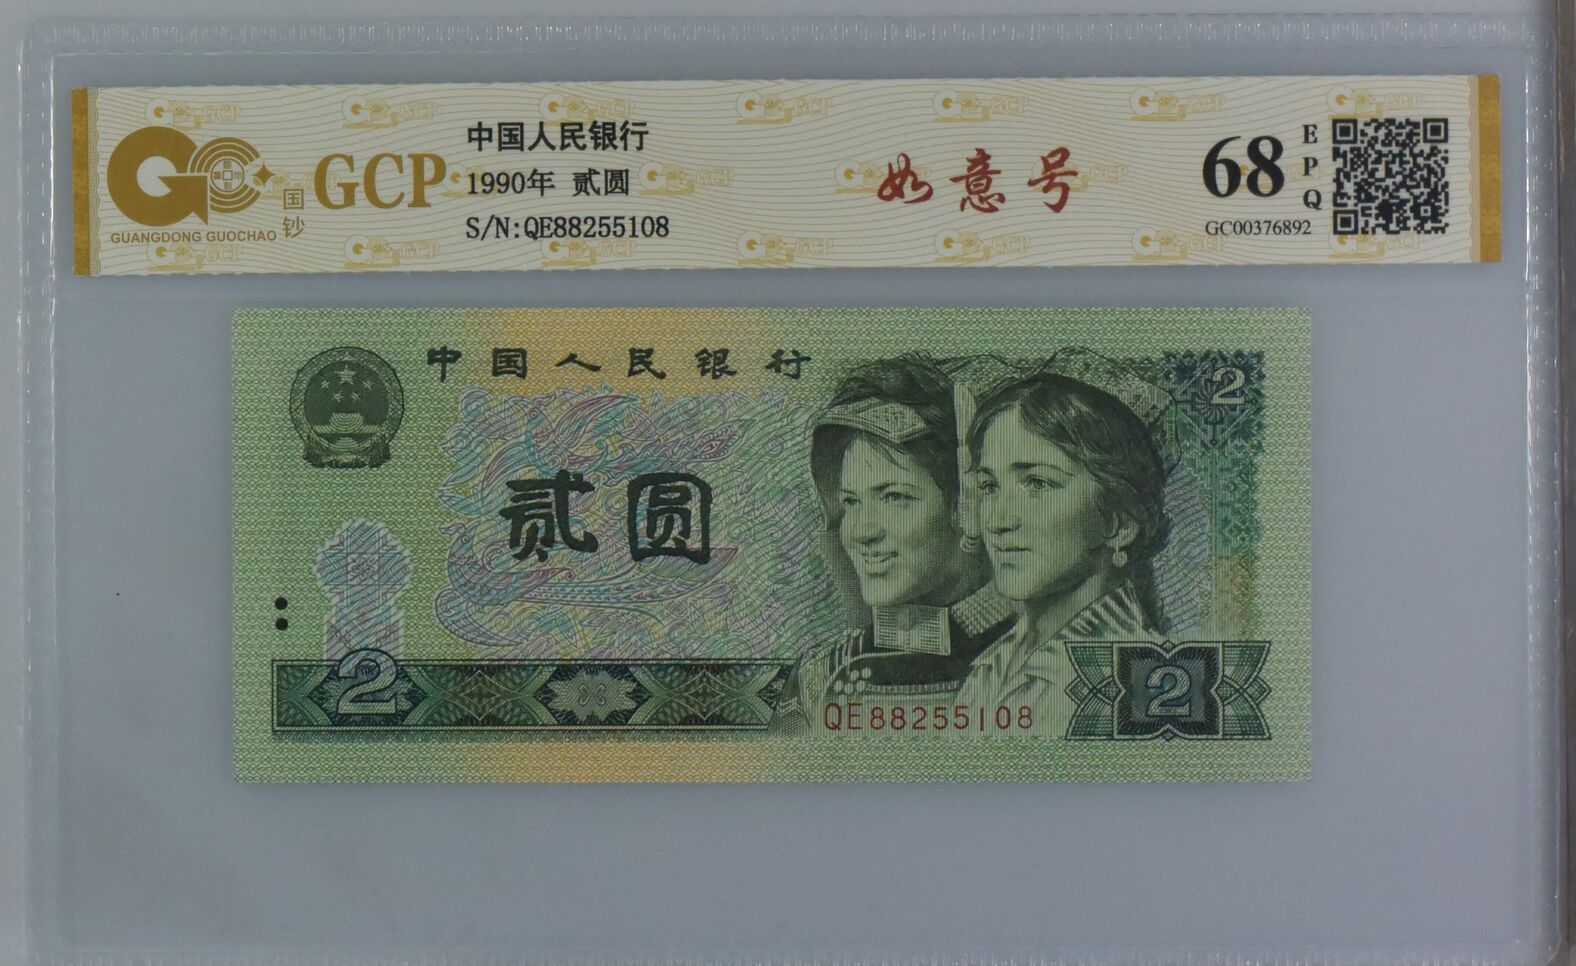 中国人民银行
1990年 贰圆
S/N:QE88255108
GCP
国钞
GUANGDONG GUOCHAO
如意号
68
EPQ
GC00376892
中国人民银行
2
贰圆
2
QE88255108
2